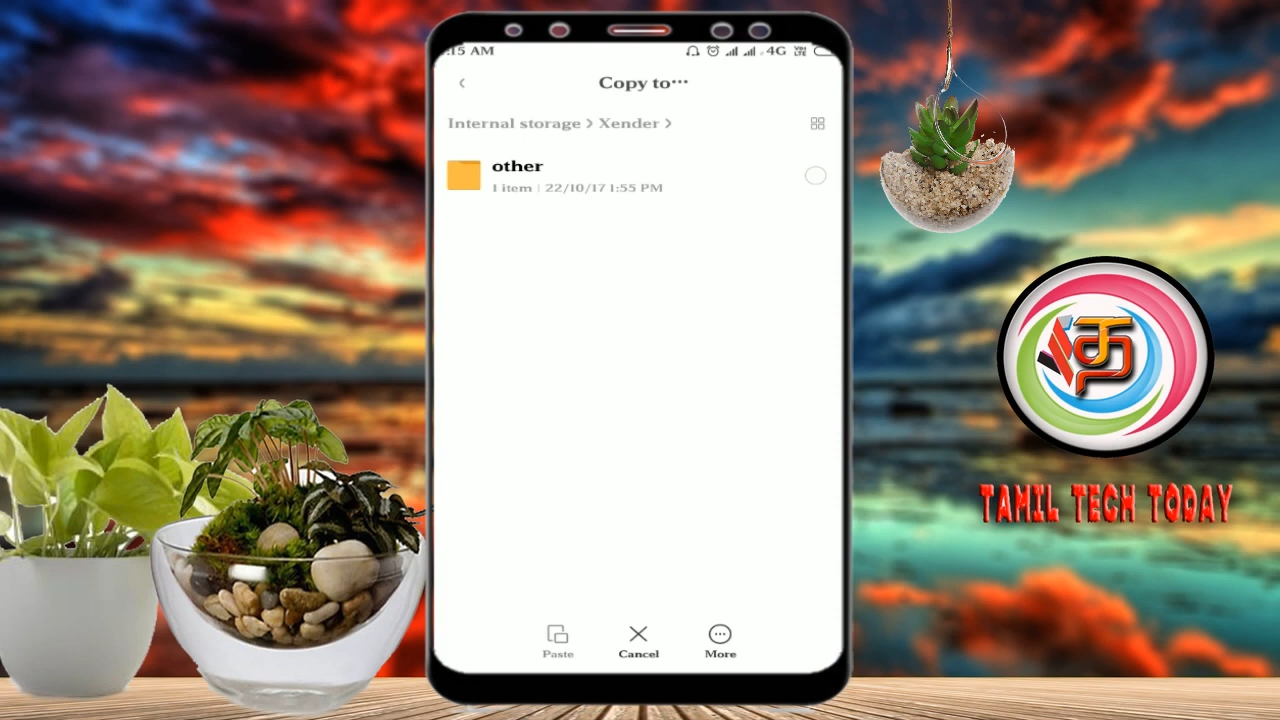 :15 AM 4G VoLTE
Copy to...
Internal storage > Xender >
other
1 item | 22/10/17 1:55 PM
TAMIL TECH TODAY
Paste Cancel More